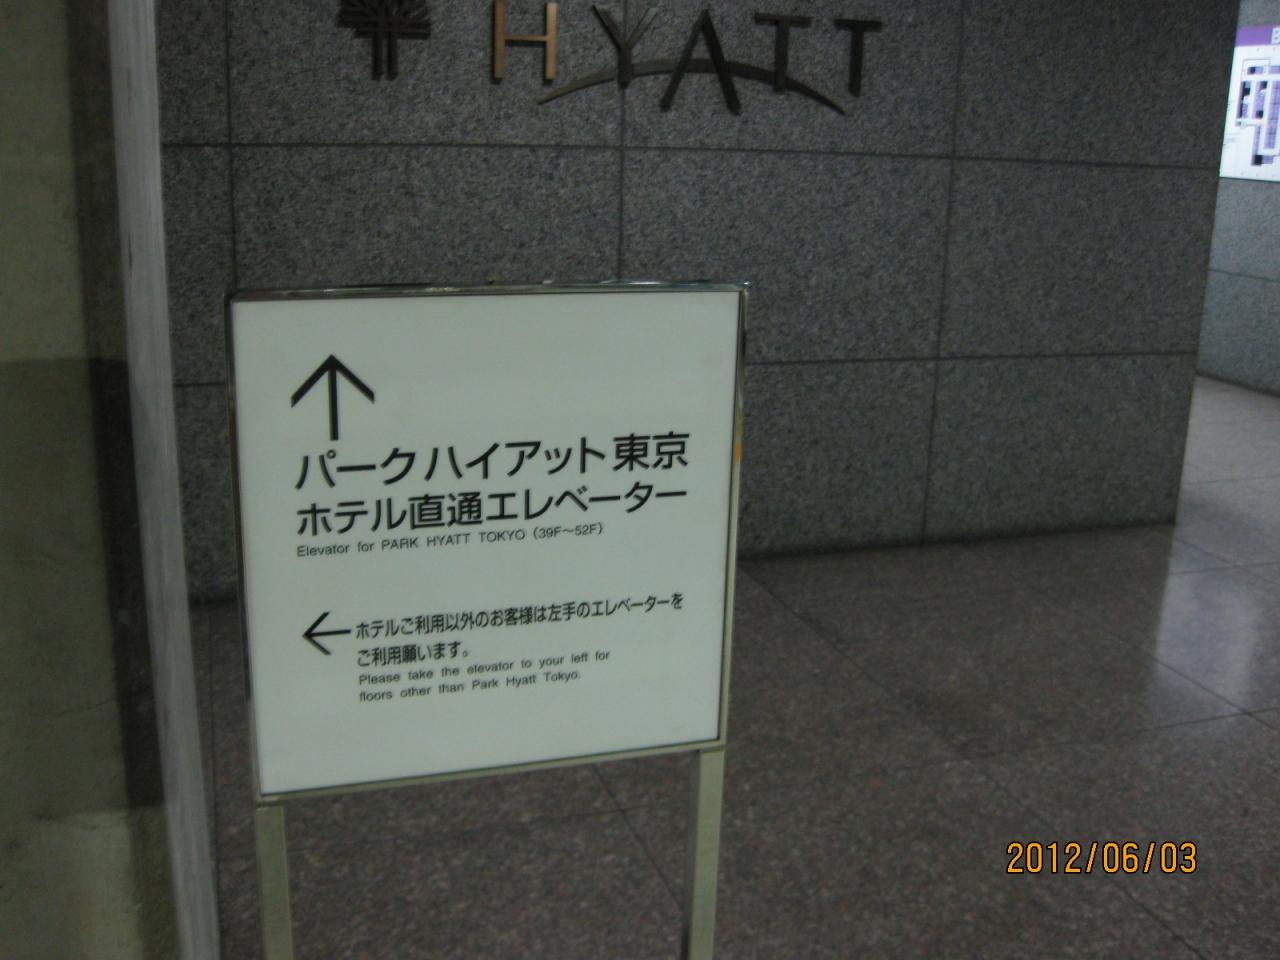 HYATT
パークハイアット東京
ホテル直通エレベーター
Elevator for PARK HYATT TOKYO (39F〜52F)
ホテルご利用以外のお客様は左手のエレベーターを
ご利用願います。
Please take the elevator to your left for
floors other than Park Hyatt Tokyo.
2012/06/03